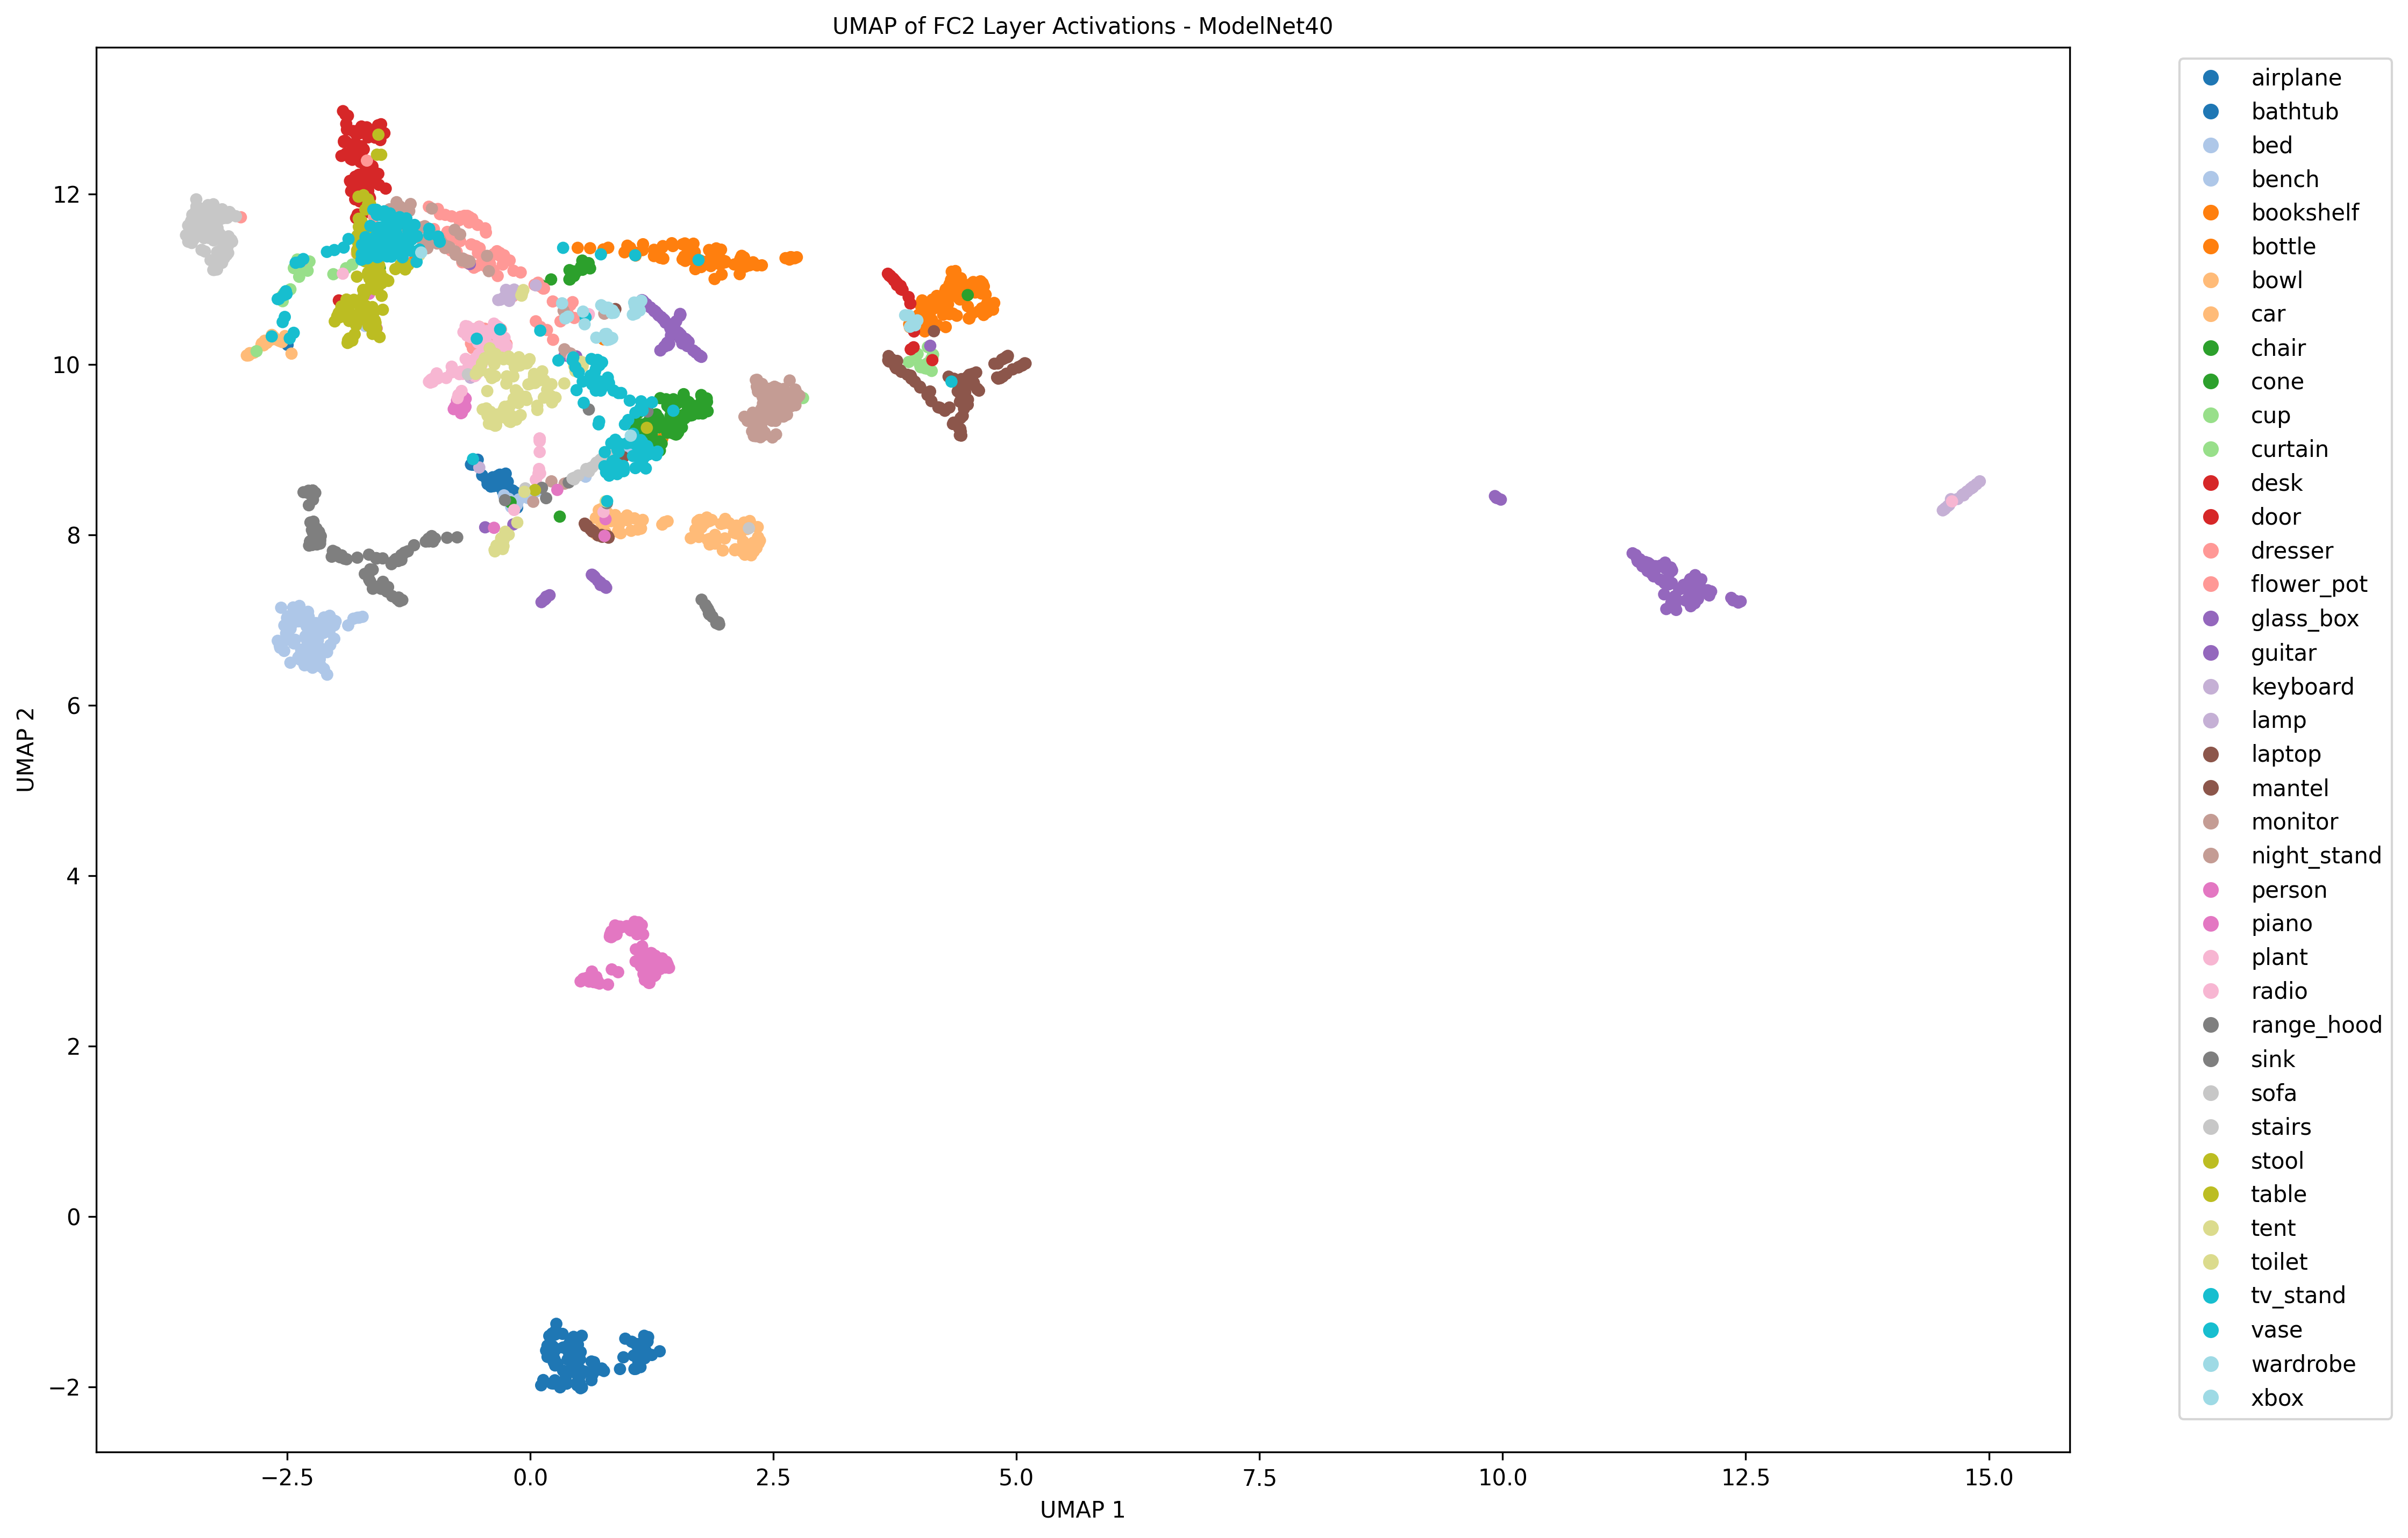 UMAP of FC2 Layer Activations - ModelNet40
UMAP 2
12
10
8
6
4
2
0
−2
−2.5
0.0
2.5
5.0
7.5
10.0
12.5
15.0
UMAP 1
airplane
bathtub
bed
bench
bookshelf
bottle
bowl
car
chair
cone
cup
curtain
desk
door
dresser
flower_pot
glass_box
guitar
keyboard
lamp
laptop
mantel
monitor
night_stand
person
piano
plant
radio
range_hood
sink
sofa
stairs
stool
table
tent
toilet
tv_stand
vase
wardrobe
xbox